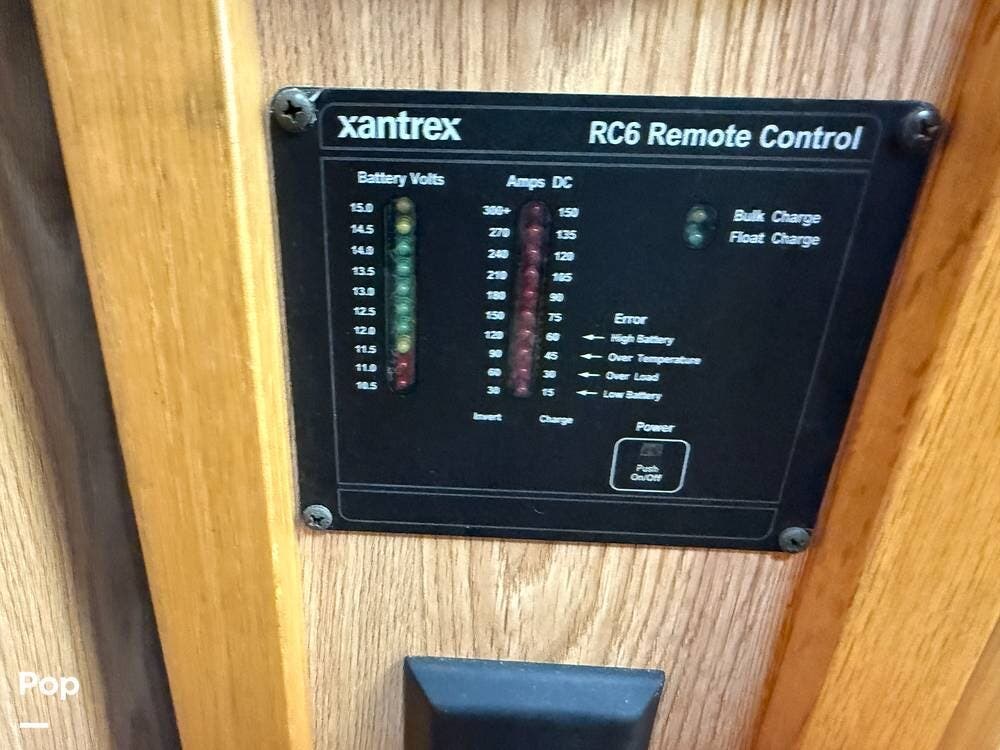 xantrex
RC6 Remote Control
Battery Volts
Amps DC
15.0
14.5
14.0
13.5
13.0
12.5
12.0
11.5
11.0
10.5
300+ 150
270 135
240 120
210 105
180 90
150 75
120 60
90 45
60 30
30 15
Invert Charge
Bulk Charge
Float Charge
Error
High Battery
Over Temperature
Over Load
Low Battery
Power
Push
On/Off
Pop